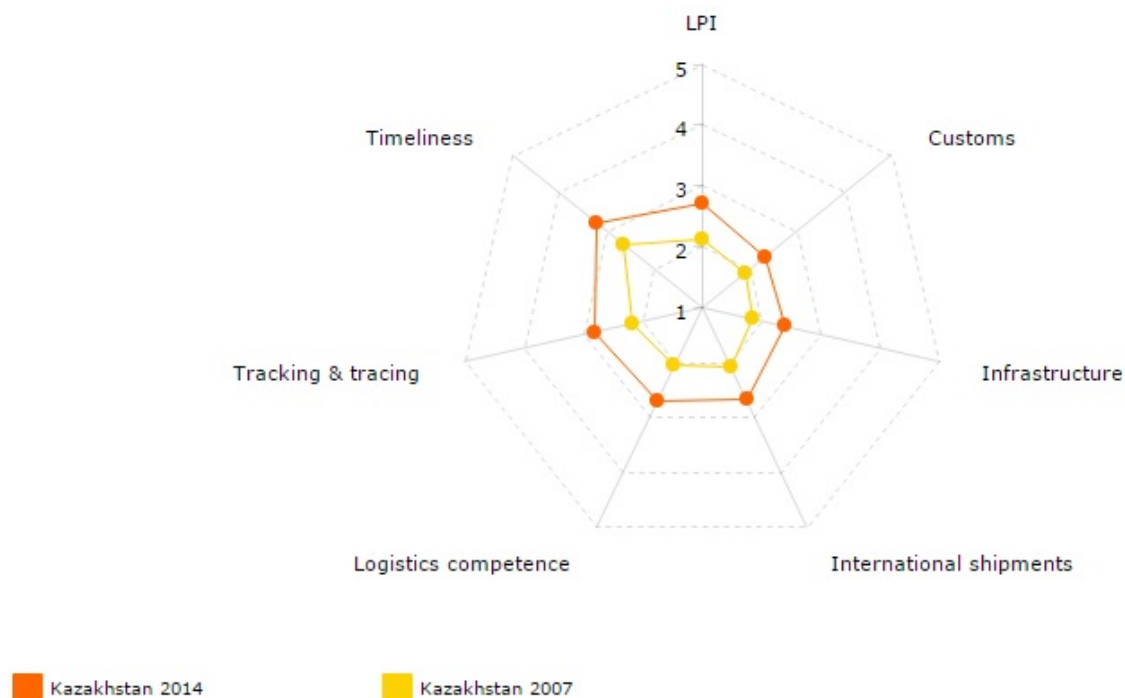 LPI
5
Timeliness
Customs
4
3
2
1
Tracking & tracing
Infrastructure
Logistics competence
International shipments
Kazakhstan 2014
Kazakhstan 2007